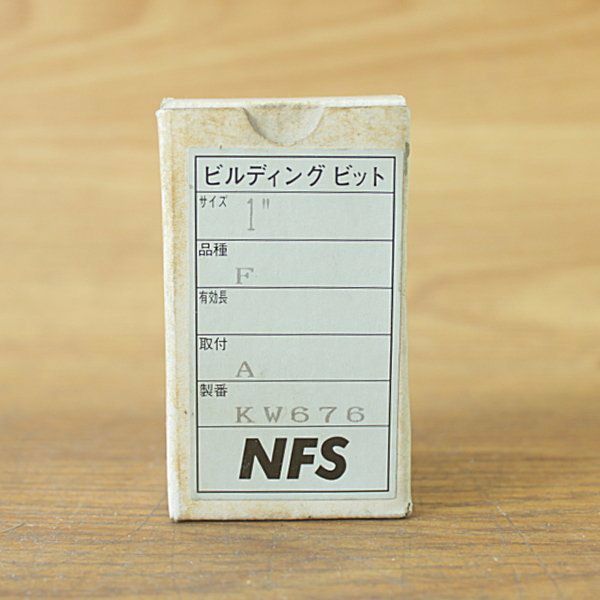 ビルディング ビット
サイズ 1"
品種 F
有効長
取付 A
製番 KW676
NFS